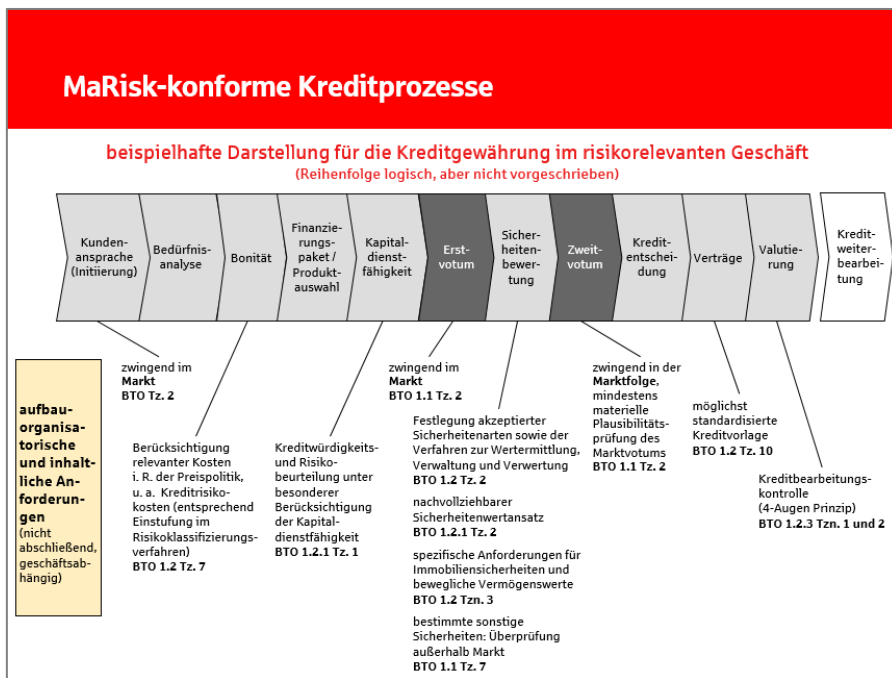 MaRisk-konforme Kreditprozesse
beispielhafte Darstellung für die Kreditgewährung im risikorelevanten Geschäft
(Reihenfolge logisch, aber nicht vorgeschrieben)
Kunden-
ansprache
(Initiierung)
Bedürfnis-
analyse
Bonität
Finanzie-
rungs-
paket /
Produkt-
auswahl
Kapital-
dienst-
fähigkeit
Erst-
votum
Sicher-
heiten-
bewer-
tung
Zweit-
votum
Kredit-
entschei-
dung
Verträge
Valutie-
rung
Kredit-
weiter-
bearbei-
tung
aufbau-
organisa-
torische
und inhalt-
liche An-
forderun-
gen
(nicht
abschließend,
geschäftsab-
hängig)
zwingend im
Markt
BTO Tz. 2
Berücksichtigung
relevanter Kosten
i. R. der Preispolitik,
u. a. Kreditrisiko-
kosten (entsprechend
Einstufung im
Risikoklassifizierungs-
verfahren)
BTO 1.2 Tz. 7
Kreditwürdigkeits-
und Risiko-
beurteilung unter
besonderer
Berücksichtigung
der Kapital-
dienstfähigkeit
BTO 1.2.1 Tz. 1
zwingend im
Markt
BTO 1.1 Tz. 2
Festlegung akzeptierter
Sicherheitenarten sowie der
Verfahren zur Wertermittlung,
Verwaltung und Verwertung
BTO 1.2 Tz. 2
nachvollziehbarer
Sicherheitenwertansatz
BTO 1.2.1 Tz. 2
spezifische Anforderungen für
Immobiliensicherheiten und
bewegliche Vermögenswerte
BTO 1.2 Tzn. 3
bestimmte sonstige
Sicherheiten: Überprüfung
außerhalb Markt
BTO 1.1 Tz. 7
zwingend in der
Marktfolge,
mindestens
materielle
Plausibilitäts-
prüfung des
Marktvotums
BTO 1.1 Tz. 2
möglichst
standardisierte
Kreditvorlage
BTO 1.2 Tz. 10
Kreditbearbeitungs-
kontrolle
(4-Augen Prinzip)
BTO 1.2.3 Tzn. 1 und 2